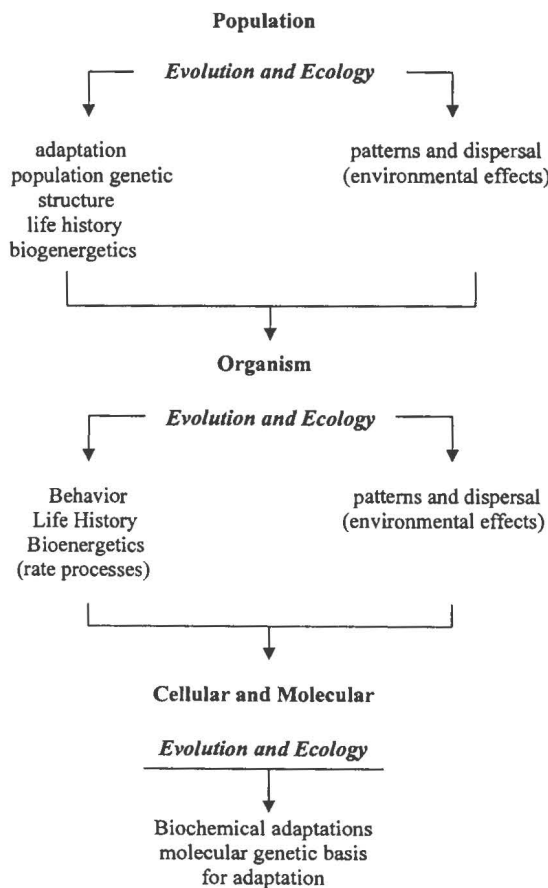 Population
Evolution and Ecology
adaptation
population genetic
structure
life history
biogenergetics
patterns and dispersal
(environmental effects)
Organism
Evolution and Ecology
Behavior
Life History
Bioenergetics
(rate processes)
patterns and dispersal
(environmental effects)
Cellular and Molecular
Evolution and Ecology
Biochemical adaptations
molecular genetic basis
for adaptation